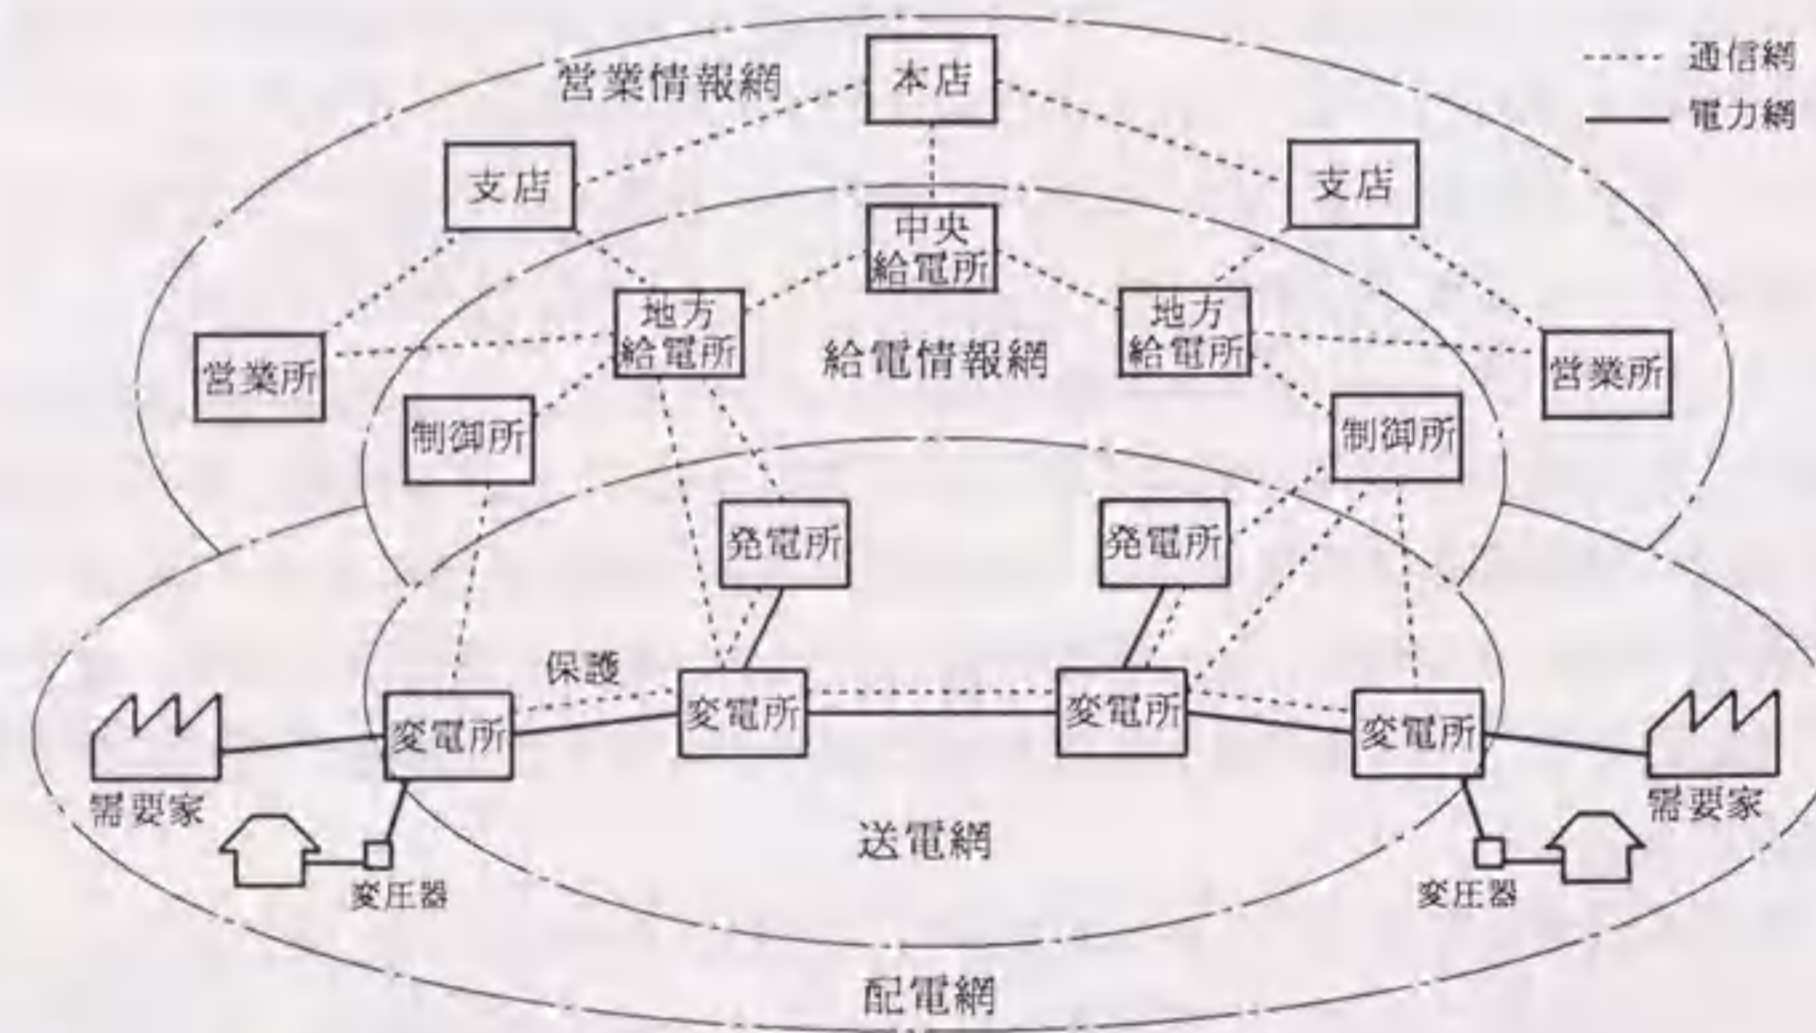 営業情報網
本店
通信網
電力網
支店
支店
中央
給電所
地方
給電所
地方
給電所
給電情報網
営業所
営業所
制御所
制御所
発電所
発電所
保護
変電所
変電所
変電所
変電所
需要家
需要家
送電網
変圧器
変圧器
配電網